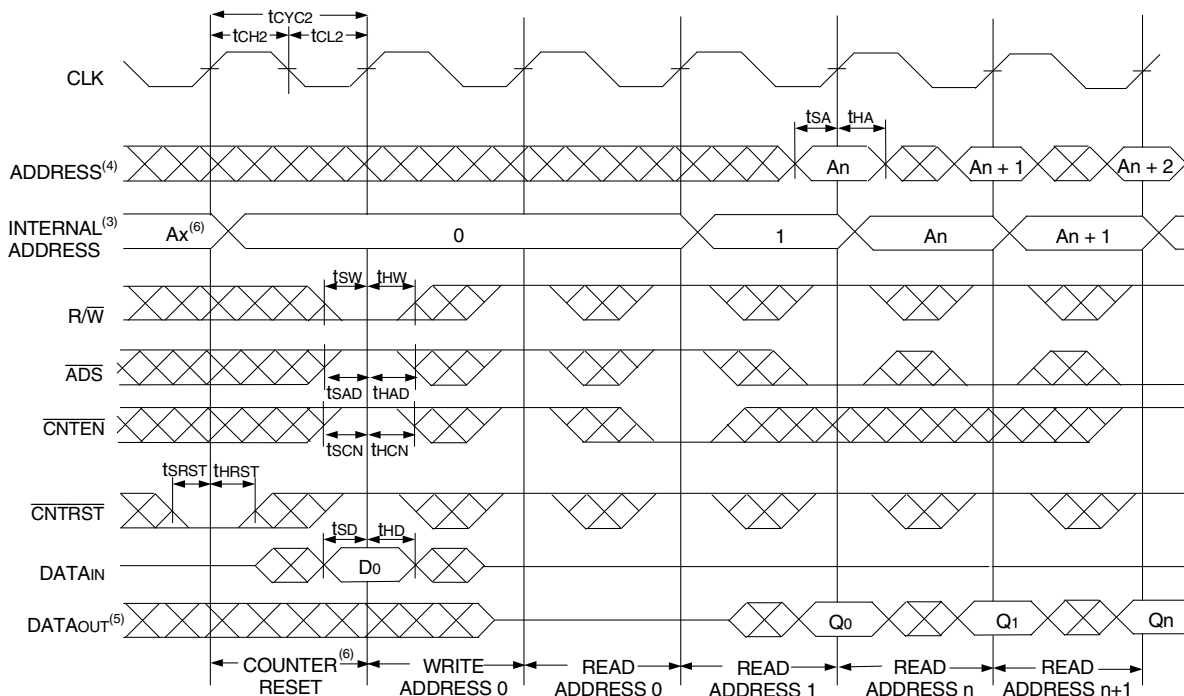 tCYC2
tCH2 tCL2
CLK
tSA tHA
ADDRESS(4) An An + 1 An + 2
INTERNAL(3) ADDRESS Ax(6) 0 1 An An + 1
tSW tHW
R/W̅
A̅D̅S̅
tSAD tHAD
C̅N̅T̅E̅N̅
tSCN tHCN
tSRST tHRST
C̅N̅T̅R̅S̅T̅
tSD tHD
DATAIN D0
DATAOUT(5) Q0 Q1 Qn
COUNTER(6) WRITE READ READ READ READ
RESET ADDRESS 0 ADDRESS 0 ADDRESS 1 ADDRESS n ADDRESS n+1